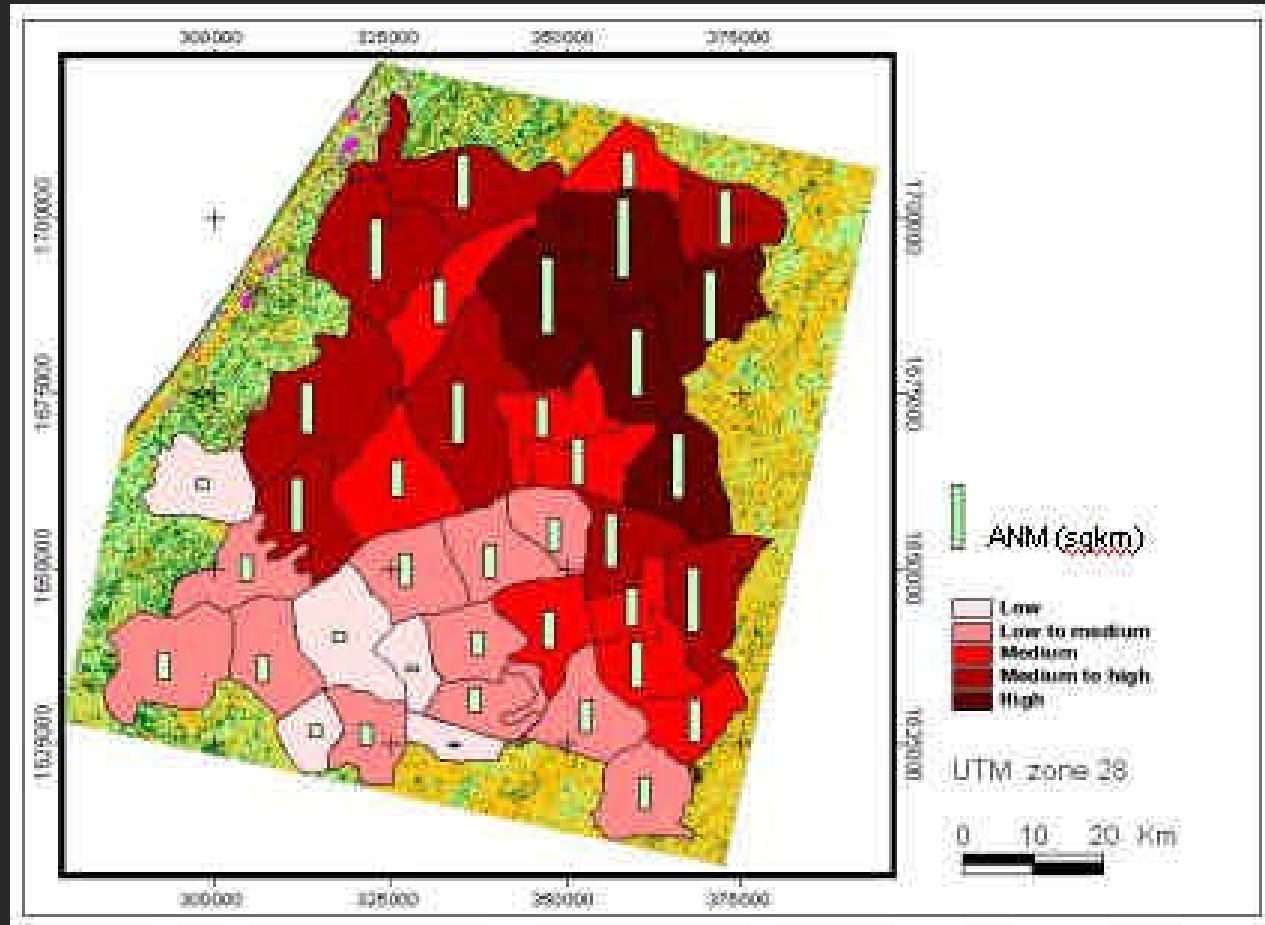 300000 325000 350000 375000
1700000 1700000
1675000 1675000
1650000 1650000
1625000 1625000
ANM (sqkm)
Low
Low to medium
Medium
Medium to high
High
UTM zone 28
0 10 20 Km
300000 325000 350000 375000